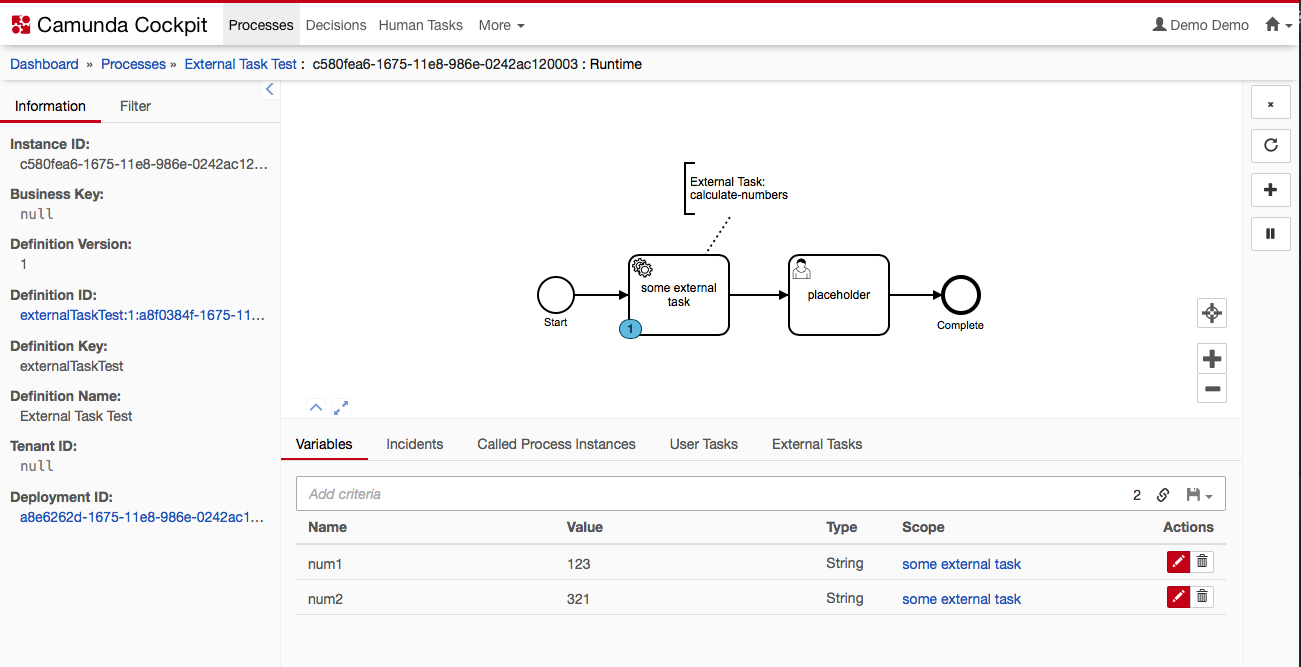 Camunda Cockpit Processes Decisions Human Tasks More Demo Demo
Dashboard » Processes » External Task Test : c580fea6-1675-11e8-986e-0242ac120003 : Runtime
Information Filter
Instance ID:
c580fea6-1675-11e8-986e-0242ac12...
Business Key:
null
Definition Version:
1
Definition ID:
externalTaskTest:1:a8f0384f-1675-11...
Definition Key:
externalTaskTest
Definition Name:
External Task Test
Tenant ID:
null
Deployment ID:
a8e6262d-1675-11e8-986e-0242ac1...
External Task:
calculate-numbers
Start
some external
task
1
placeholder
Complete
Variables Incidents Called Process Instances User Tasks External Tasks
Add criteria 2
Name Value Type Scope Actions
num1 123 String some external task
num2 321 String some external task